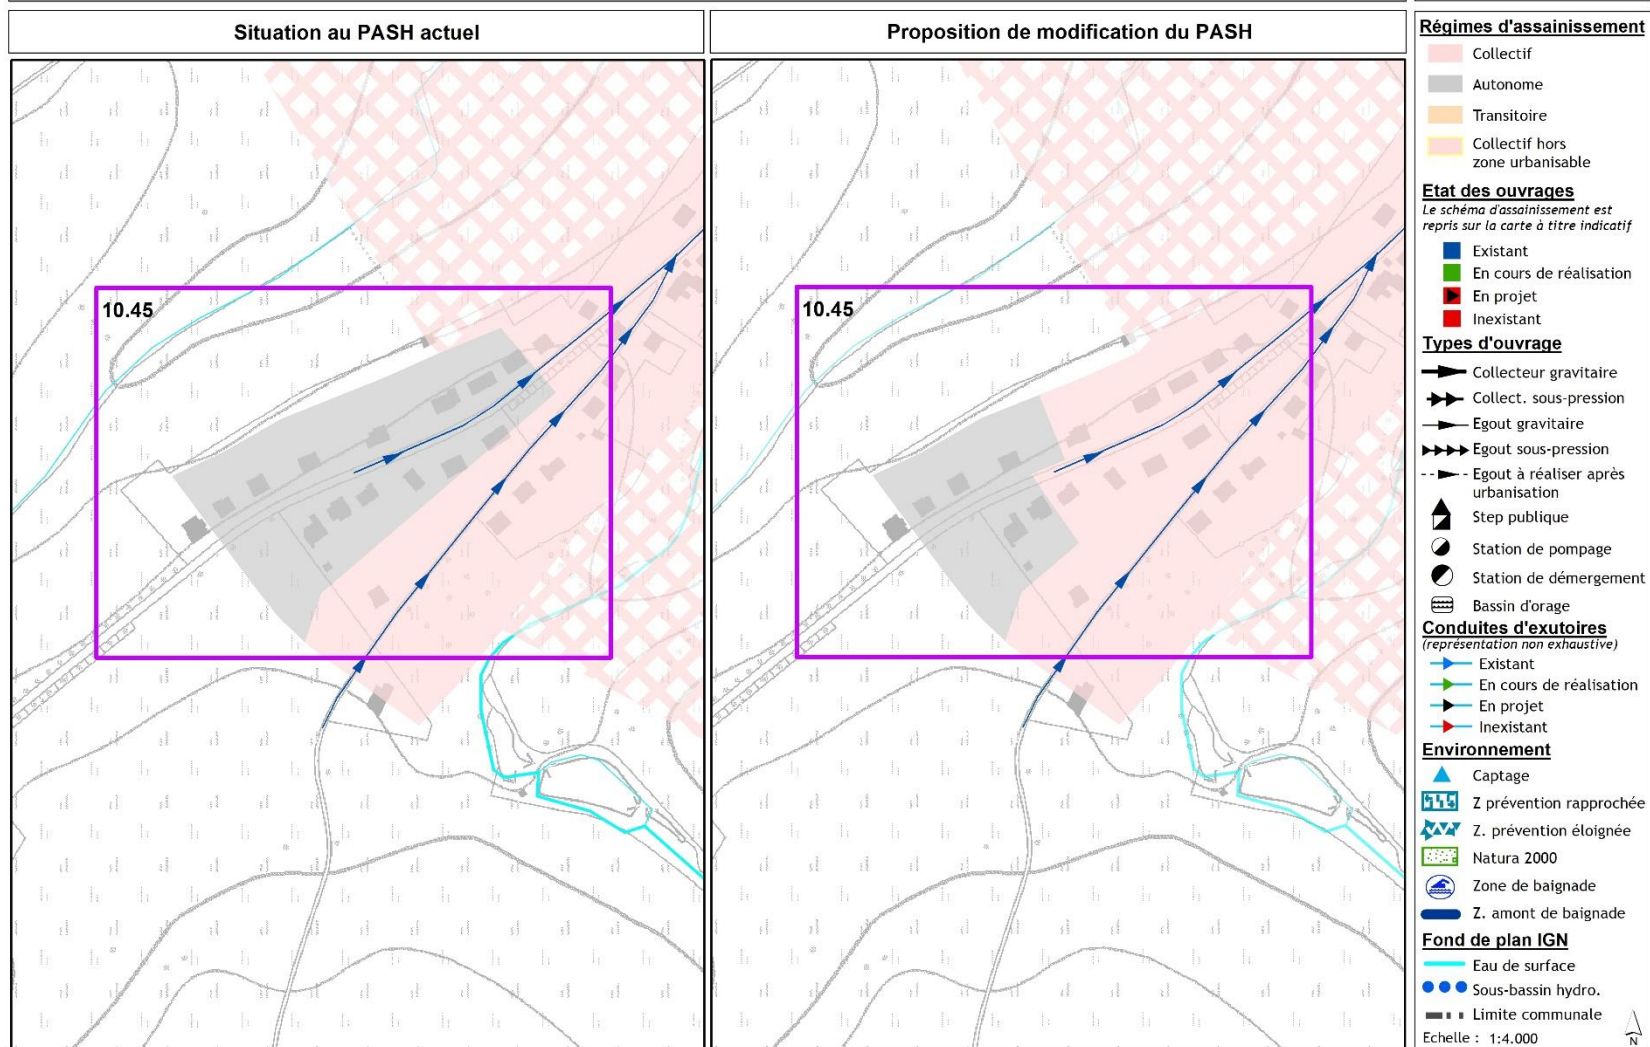 Situation au PASH actuel
Proposition de modification du PASH
10.45
10.45
Régimes d'assainissement
Collectif
Autonome
Transitoire
Collectif hors
zone urbanisable
Etat des ouvrages
Le schéma d'assainissement est
repris sur la carte à titre indicatif
Existant
En cours de réalisation
En projet
Inexistant
Types d'ouvrage
Collecteur gravitaire
Collect. sous-pression
Egout gravitaire
Egout sous-pression
Egout à réaliser après
urbanisation
Step publique
Station de pompage
Station de démergement
Bassin d'orage
Conduites d'exutoires
(représentation non exhaustive)
Existant
En cours de réalisation
En projet
Inexistant
Environnement
Captage
Z prévention rapprochée
Z. prévention éloignée
Natura 2000
Zone de baignade
Z. amont de baignade
Fond de plan IGN
Eau de surface
Sous-bassin hydro.
Limite communale
Echelle : 1:4.000
N